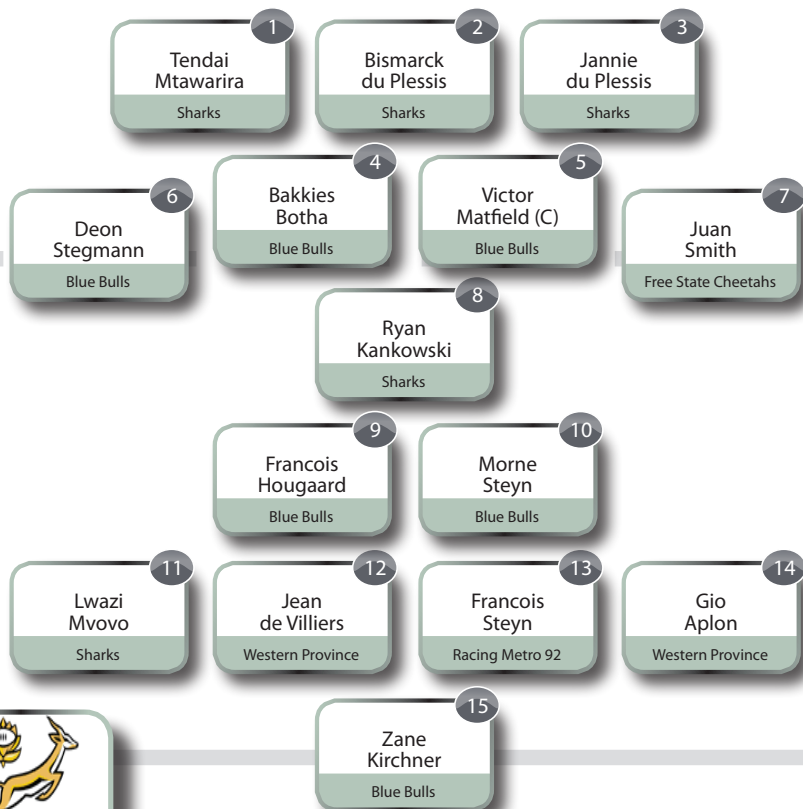 1
Tendai
Mtawarira
Sharks
2
Bismarck
du Plessis
Sharks
3
Jannie
du Plessis
Sharks
4
Bakkies
Botha
Blue Bulls
5
Victor
Matfield (C)
Blue Bulls
6
Deon
Stegmann
Blue Bulls
7
Juan
Smith
Free State Cheetahs
8
Ryan
Kankowski
Sharks
9
Francois
Hougaard
Blue Bulls
10
Morne
Steyn
Blue Bulls
11
Lwazi
Mvovo
Sharks
12
Jean
de Villiers
Western Province
13
Francois
Steyn
Racing Metro 92
14
Gio
Aplon
Western Province
15
Zane
Kirchner
Blue Bulls